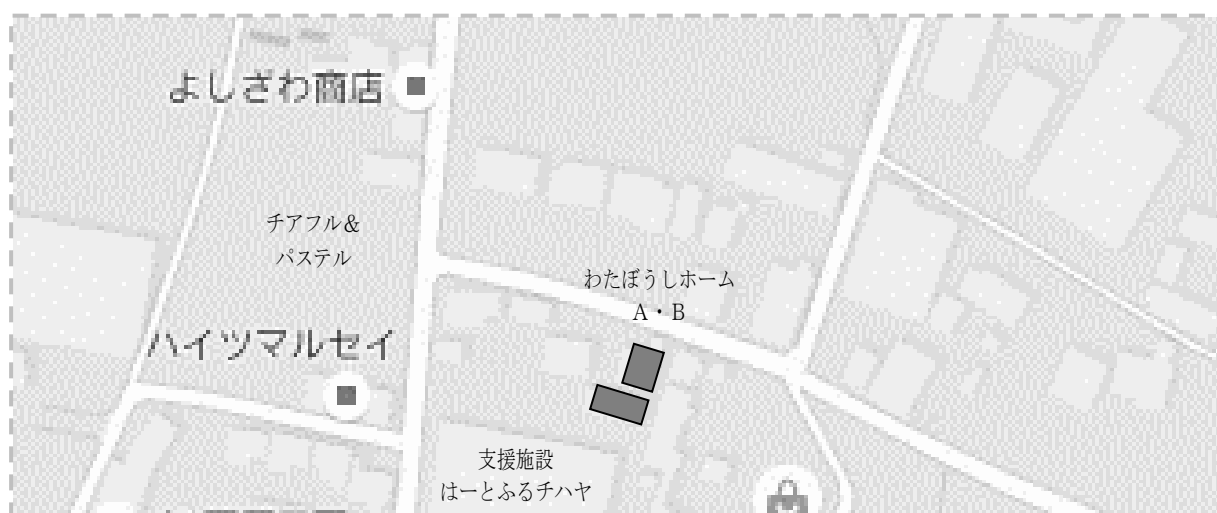 よしざわ商店
チアフル&
パステル
わたぼうしホーム
A・B
ハイツマルセイ
支援施設
はーとふるチハヤ